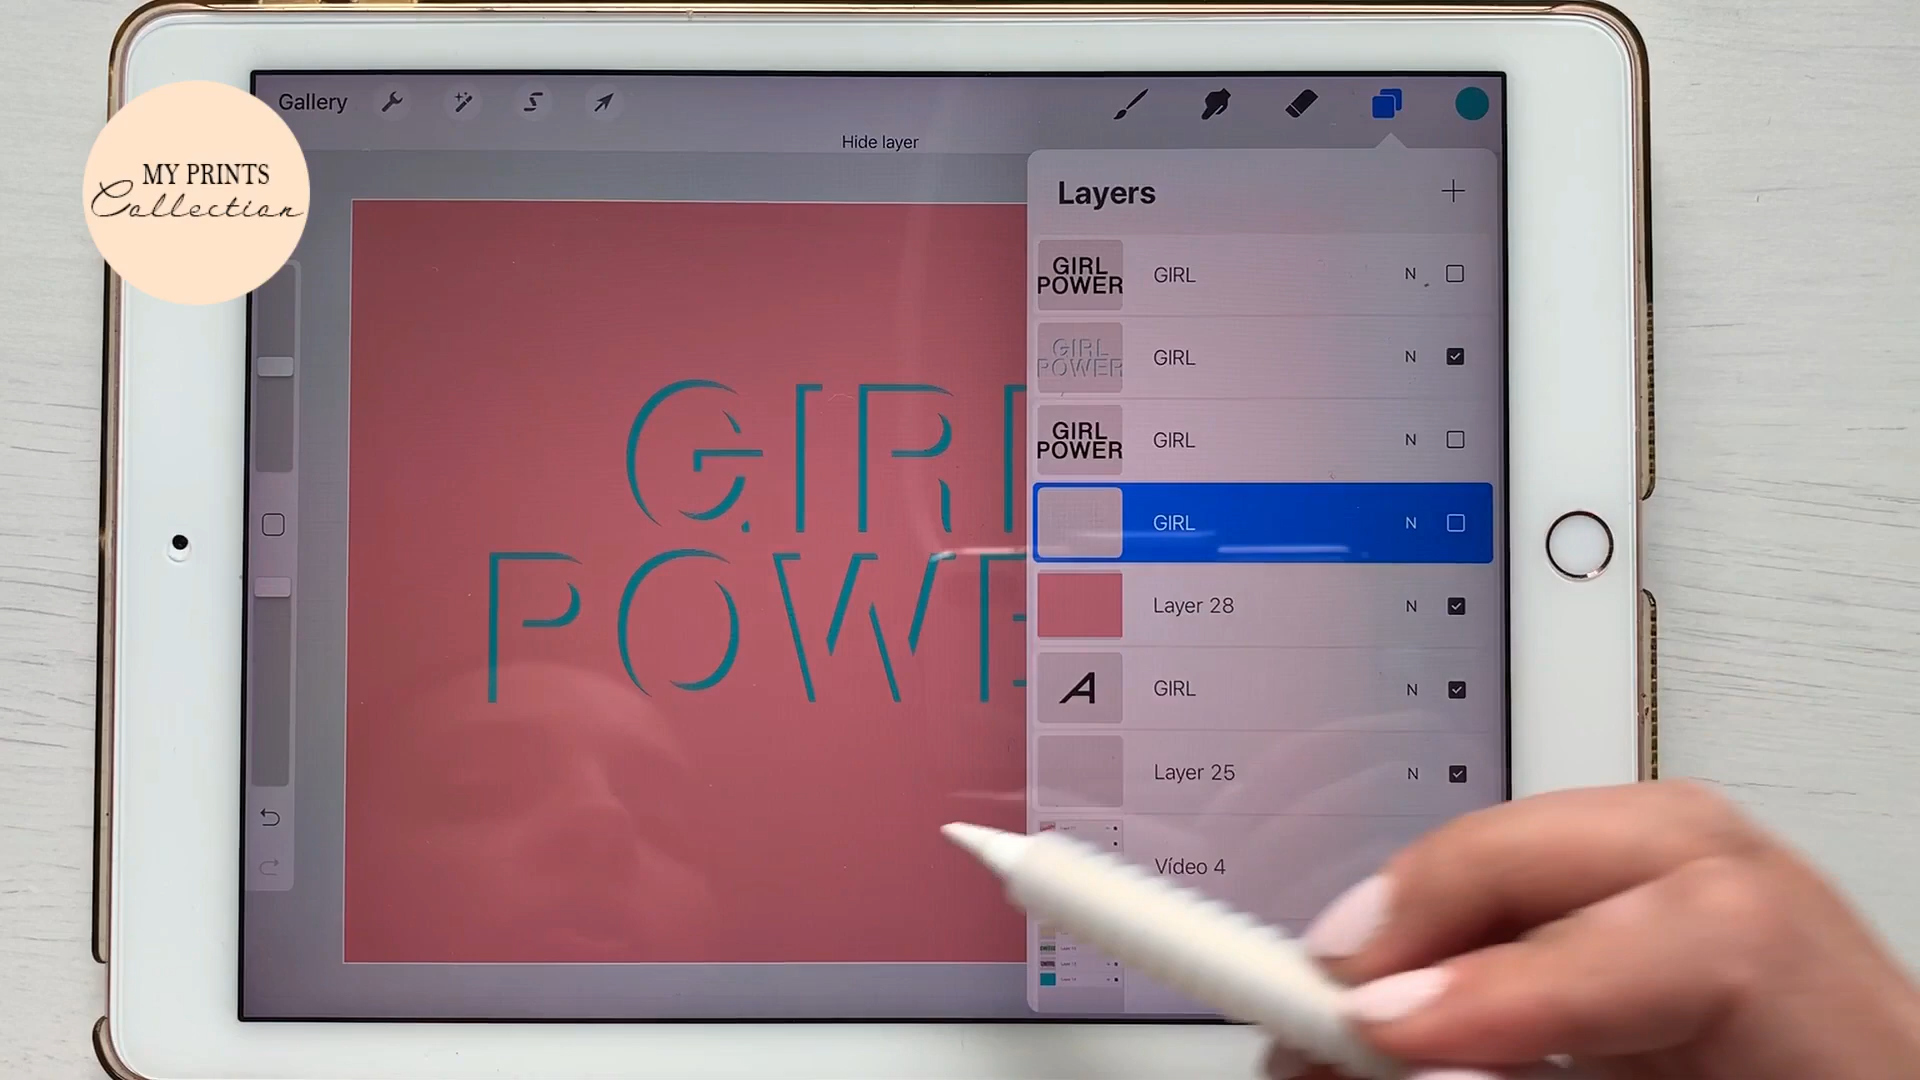 MY PRINTS
Collection
Gallery
Hide layer
GIRL
POWE
Layers
GIRL
POWER
GIRL
N
GIRL
POWER
GIRL
N
GIRL
POWER
GIRL
N
GIRL
N
Layer 28
N
A
GIRL
N
Layer 25
N
Vídeo 4